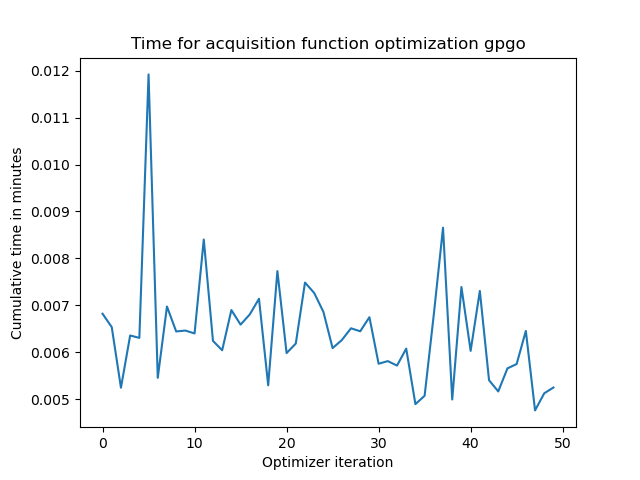 Time for acquisition function optimization gpgo
Cumulative time in minutes
0.012
0.011
0.010
0.009
0.008
0.007
0.006
0.005
0 10 20 30 40 50
Optimizer iteration